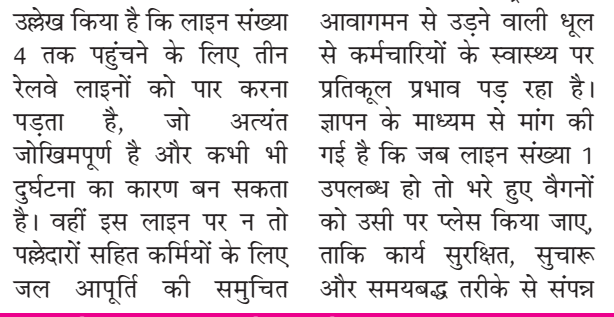 उल्लेख किया है कि लाइन संख्या
4 तक पहुंचने के लिए तीन
रेलवे लाइनों को पार करना
पड़ता है, जो अत्यंत
जोखिमपूर्ण है और कभी भी
दुर्घटना का कारण बन सकता
है। वहीं इस लाइन पर न तो
पल्लेदारों सहित कर्मियों के लिए
जल आपूर्ति की समुचित
आवागमन से उड़ने वाली धूल
से कर्मचारियों के स्वास्थ्य पर
प्रतिकूल प्रभाव पड़ रहा है।
ज्ञापन के माध्यम से मांग की
गई है कि जब लाइन संख्या 1
उपलब्ध हो तो भरे हुए वैगनों
को उसी पर प्लेस किया जाए,
ताकि कार्य सुरक्षित, सुचारू
और समयबद्ध तरीके से संपन्न